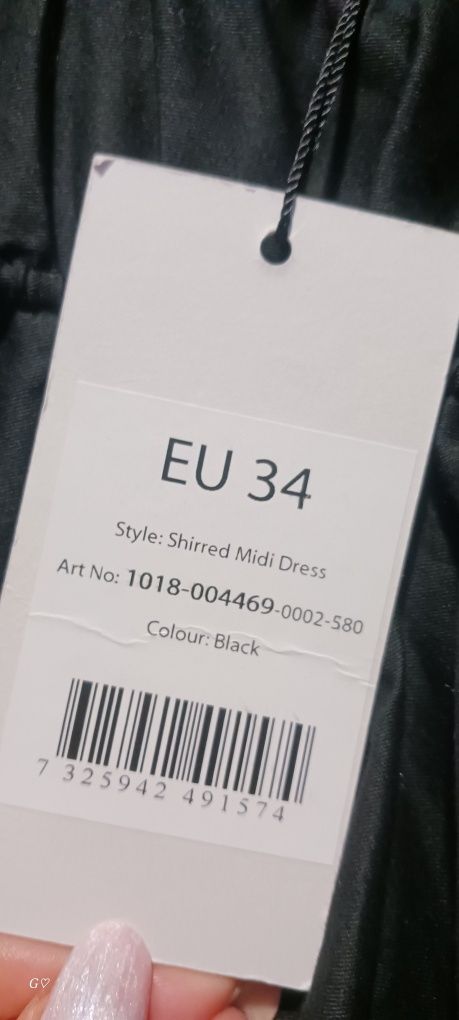 EU 34
Style: Shirred Midi Dress
Art No: 1018-004469-0002-580
Colour: Black
7 325942 491574
G♡